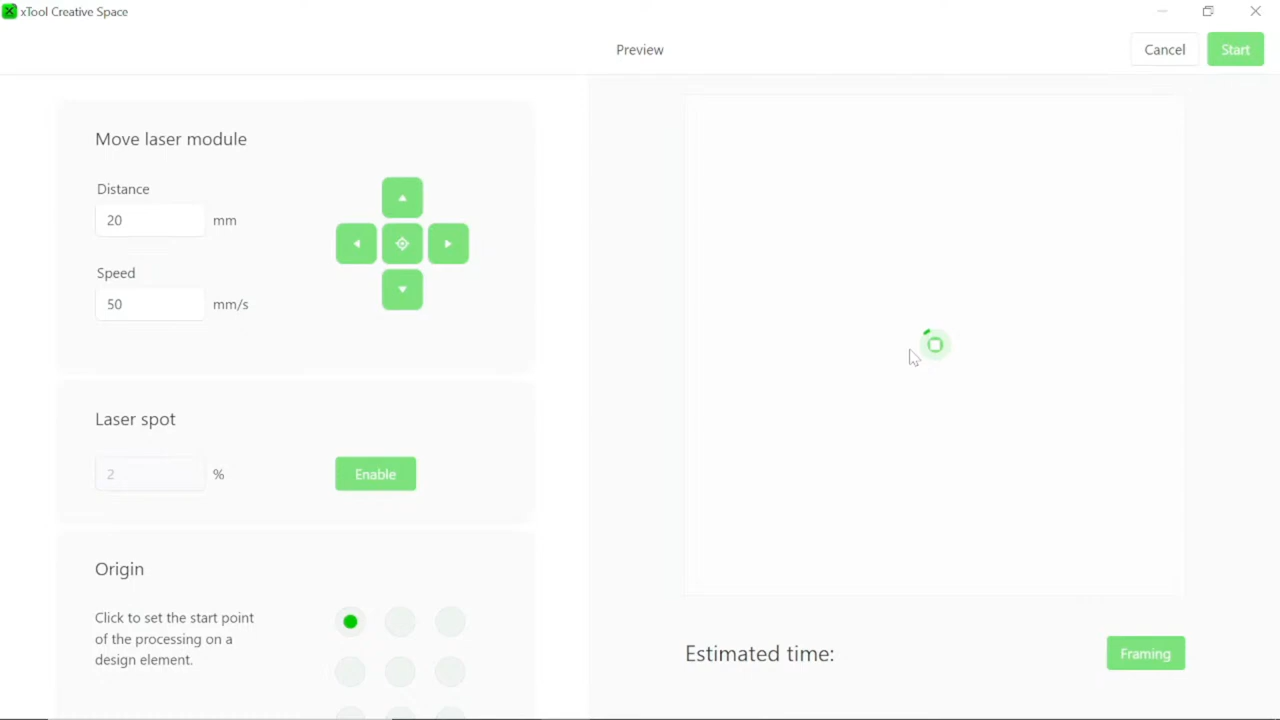 xTool Creative Space
Preview
Cancel
Start
Move laser module
Distance
20 mm
Speed
50 mm/s
Laser spot
2 %
Enable
Origin
Click to set the start point
of the processing on a
design element.
Estimated time:
Framing